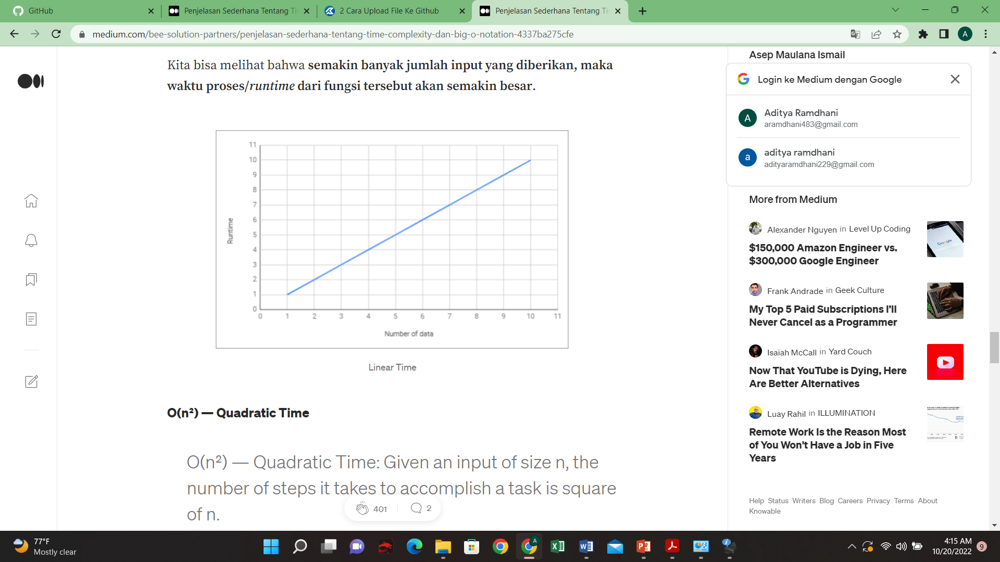 GitHub
Penjelasan Sederhana Tentang Ti
2 Cara Upload File Ke Github
Penjelasan Sederhana Tentang Ti
medium.com/bee-solution-partners/penjelasan-sederhana-tentang-time-complexity-dan-big-o-notation-4337ba275cfe
A
Kita bisa melihat bahwa semakin banyak jumlah input yang diberikan, maka
waktu proses/runtime dari fungsi tersebut akan semakin besar.
11
10
9
8
7
6
5
4
3
2
1
0
Runtime
0 1 2 3 4 5 6 7 8 9 10 11
Number of data
Linear Time
O(n²) — Quadratic Time
O(n²) — Quadratic Time: Given an input of size n, the
number of steps it takes to accomplish a task is square
of n.
401
2
Asep Maulana Ismail
Login ke Medium dengan Google
A
Aditya Ramdhani
aramdhani483@gmail.com
a
aditya ramdhani
adityaramdhani229@gmail.com
More from Medium
Alexander Nguyen in Level Up Coding
$150,000 Amazon Engineer vs.
$300,000 Google Engineer
Google
Frank Andrade in Geek Culture
My Top 5 Paid Subscriptions I'll
Never Cancel as a Programmer
Isaiah McCall in Yard Couch
Now That YouTube is Dying, Here
Are Better Alternatives
Luay Rahil in ILLUMINATION
Remote Work Is the Reason Most
of You Won't Have a Job in Five
Years
Help Status Writers Blog Careers Privacy Terms About
Knowable
77°F
Mostly clear
A
4:15 AM
10/20/2022
9